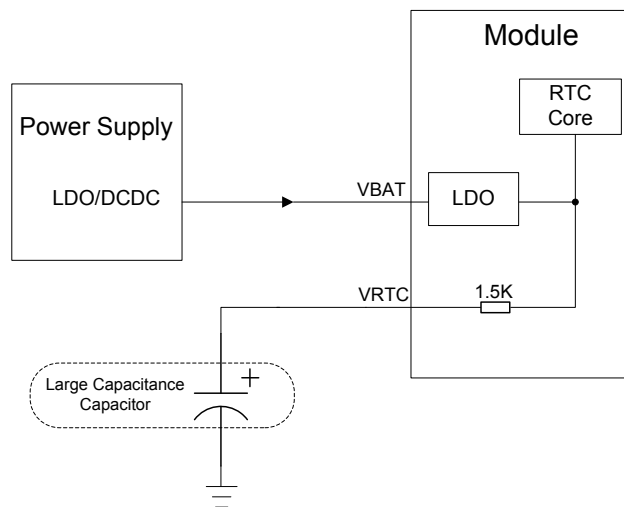 Module
Power Supply
LDO/DCDC
RTC
Core
VBAT
LDO
VRTC
1.5K
+
Large Capacitance
Capacitor